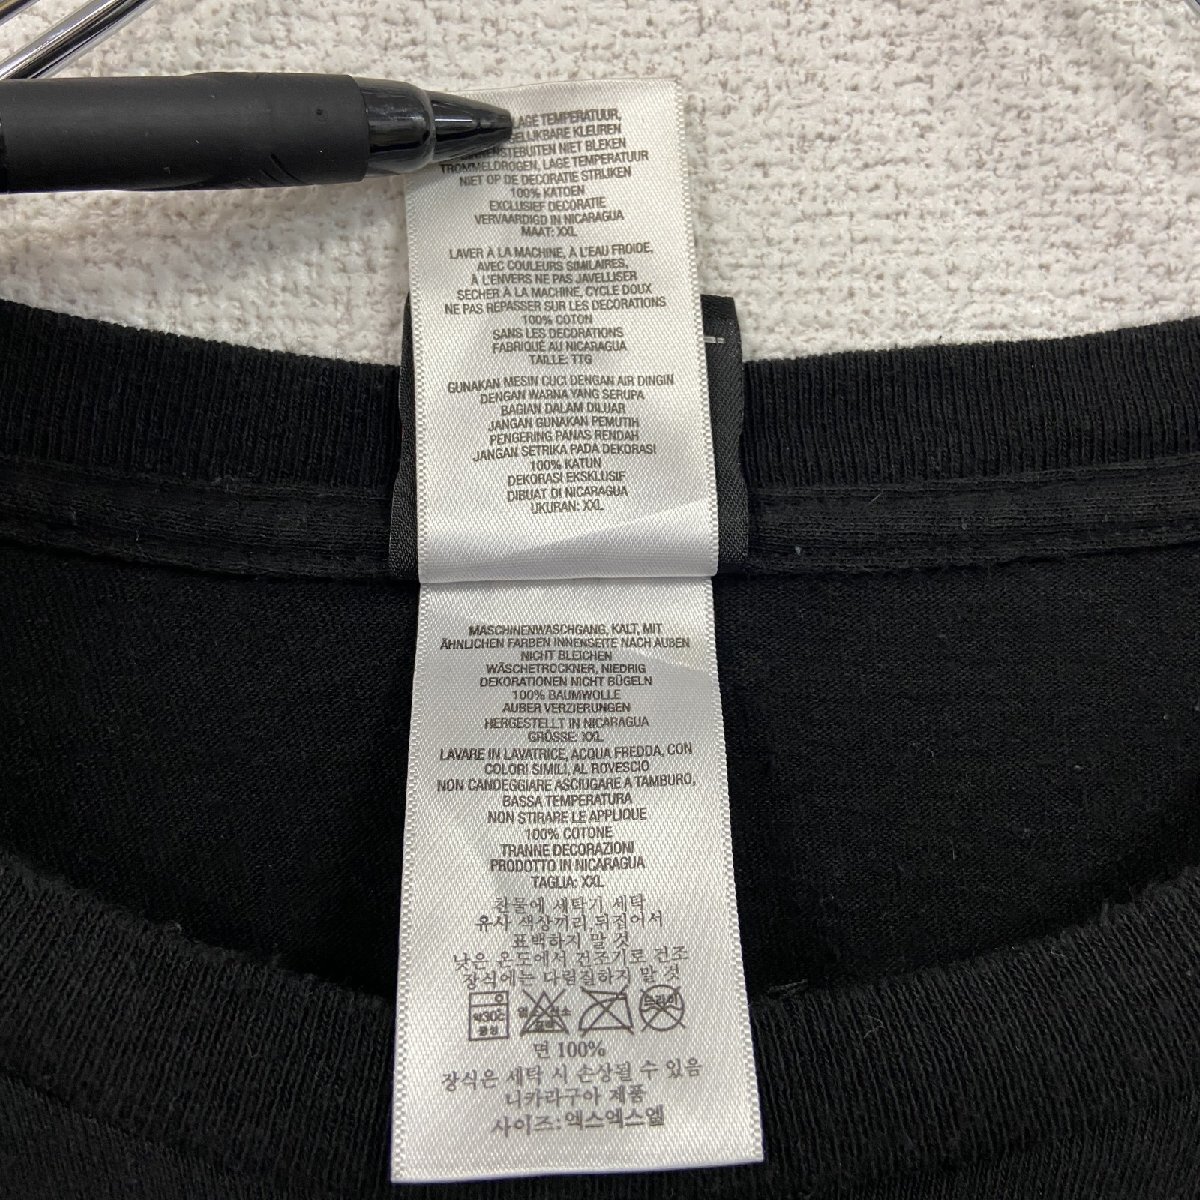 LAGE TEMPERATUUR,
KLEUREN
NIET BLEKEN
TROMMELDROGEN, LAGE TEMPERATUUR
NIET OP DE DECORATIE STRIJKEN
100% KATOEN
EXCLUSIEF DECORATIE
VERVAARDIGD IN NICARAGUA
MAAT: XXL
LAVER À LA MACHINE, À L'EAU FROIDE,
AVEC COULEURS SIMILAIRES,
À L'ENVERS NE PAS JAVELLISER
SECHER À LA MACHINE, CYCLE DOUX
NE PAS REPASSER SUR LES DECORATIONS
100% COTON
SANS LES DECORATIONS
FABRIQUÉ AU NICARAGUA
TAILLE: TTG
GUNAKAN MESIN CUCI DENGAN AIR DINGIN
DENGAN WARNA YANG SERUPA
BAGIAN DALAM DILUAR
JANGAN GUNAKAN PEMUTIH
PENGERING PANAS RENDAH
JANGAN SETRIKA PADA DEKORASI
100% KATUN
DEKORASI EKSKLUSIF
DIBUAT DI NICARAGUA
UKURAN: XXL
MASCHINENWASCHGANG, KALT, MIT
ÄHNLICHEN FARBEN INNENSEITE NACH AUBEN
NICHT BLEICHEN
WÄSCHETROCKNER, NIEDRIG
DEKORATIONEN NICHT BÜGELN
100% BAUMWOLLE
AUBER VERZIERUNGEN
HERGESTELLT IN NICARAGUA
GRÖSSE: XXL
LAVARE IN LAVATRICE, ACQUA FREDDA, CON
COLORI SIMILI, AL ROVESCIO
NON CANDEGGIARE ASCIUGARE A TAMBURO,
BASSA TEMPERATURA
NON STIRARE LE APPLIQUE
100% COTONE
TRANNE DECORAZIONI
PRODOTTO IN NICARAGUA
TAGLIA: XXL
찬물에 세탁기 세탁
유사 색상끼리,뒤집어서
표백하지 말 것
낮은 온도에서 건조기로 건조
장식에는 다림질하지 말 것
면 100%
장식은 세탁 시 손상될 수 있음
니카라구아 제품
사이즈: 엑스엑스엘